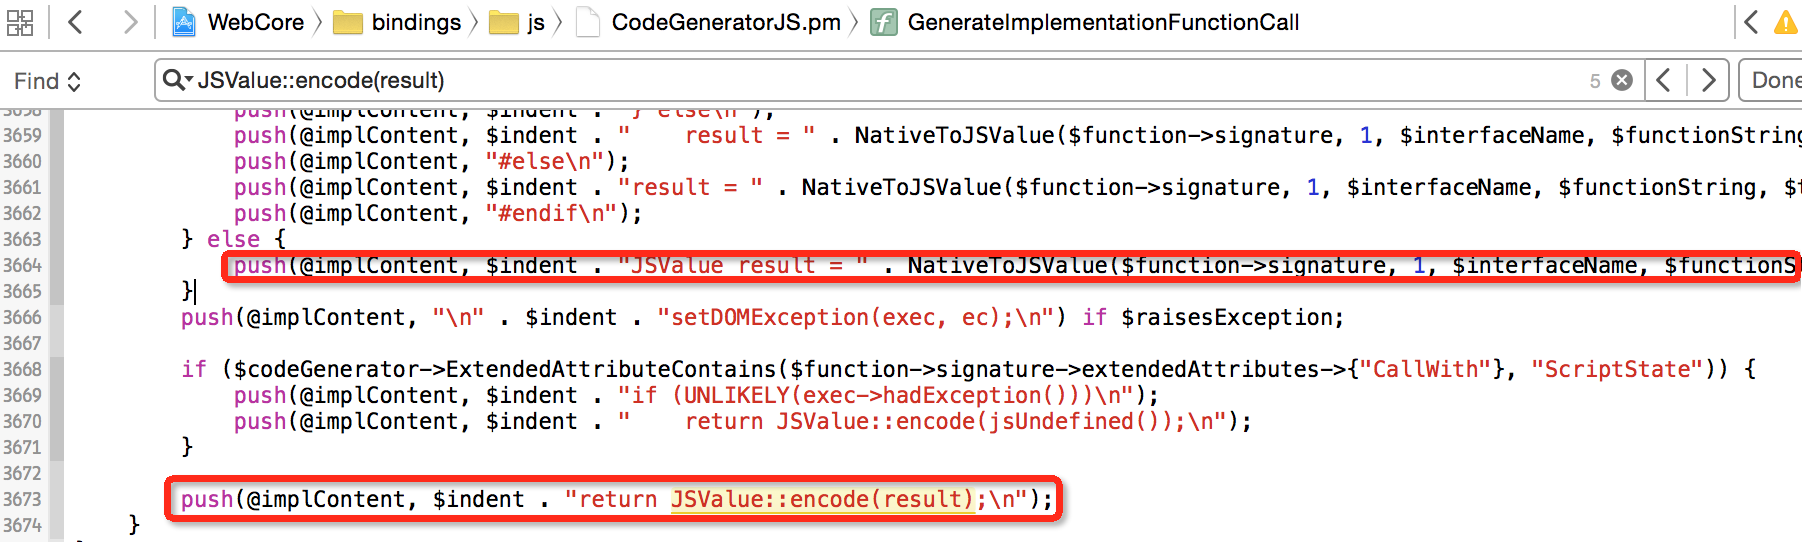 WebCore bindings js CodeGeneratorJS.pm GenerateImplementationFunctionCall
Find JSValue::encode(result) 5 Done
3658 push(@implContent, $indent . "} else\n");
3659 push(@implContent, $indent . "    result = " . NativeToJSValue($function->signature, 1, $interfaceName, $functionString
3660 push(@implContent, "#else\n");
3661 push(@implContent, $indent . "result = " . NativeToJSValue($function->signature, 1, $interfaceName, $functionString, $t
3662 push(@implContent, "#endif\n");
3663 } else {
3664 push(@implContent, $indent . "JSValue result = " . NativeToJSValue($function->signature, 1, $interfaceName, $functionS
3665 }
3666 push(@implContent, "\n" . $indent . "setDOMException(exec, ec);\n") if $raisesException;
3667
3668 if ($codeGenerator->ExtendedAttributeContains($function->signature->extendedAttributes->{"CallWith"}, "ScriptState")) {
3669 push(@implContent, $indent . "if (UNLIKELY(exec->hadException()))\n");
3670 push(@implContent, $indent . "    return JSValue::encode(jsUndefined());\n");
3671 }
3672
3673 push(@implContent, $indent . "return JSValue::encode(result);\n");
3674 }